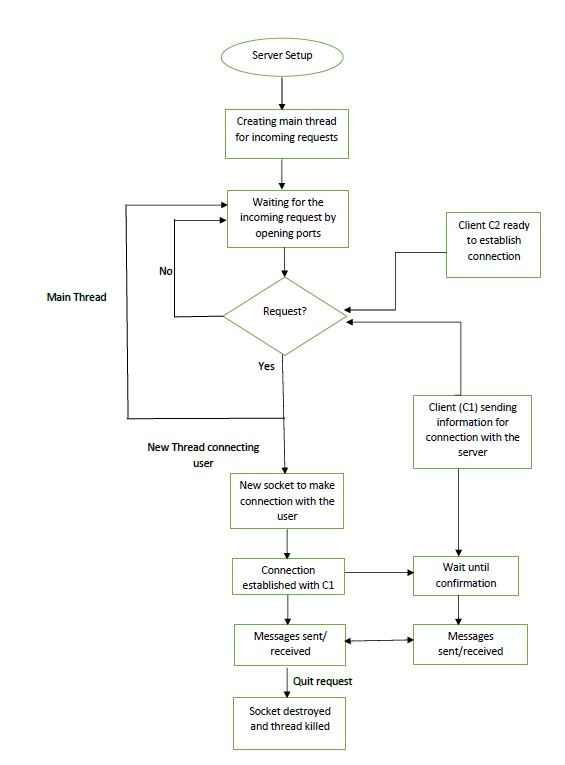 Server Setup
Creating main thread
for incoming requests
Waiting for the
incoming request by
opening ports
Client C2 ready
to establish
connection
No
Main Thread
Request?
Yes
Client (C1) sending
information for
connection with the
server
New Thread connecting
user
New socket to make
connection with the
user
Connection
established with C1
Wait until
confirmation
Messages sent/
received
Messages
sent/received
Quit request
Socket destroyed
and thread killed